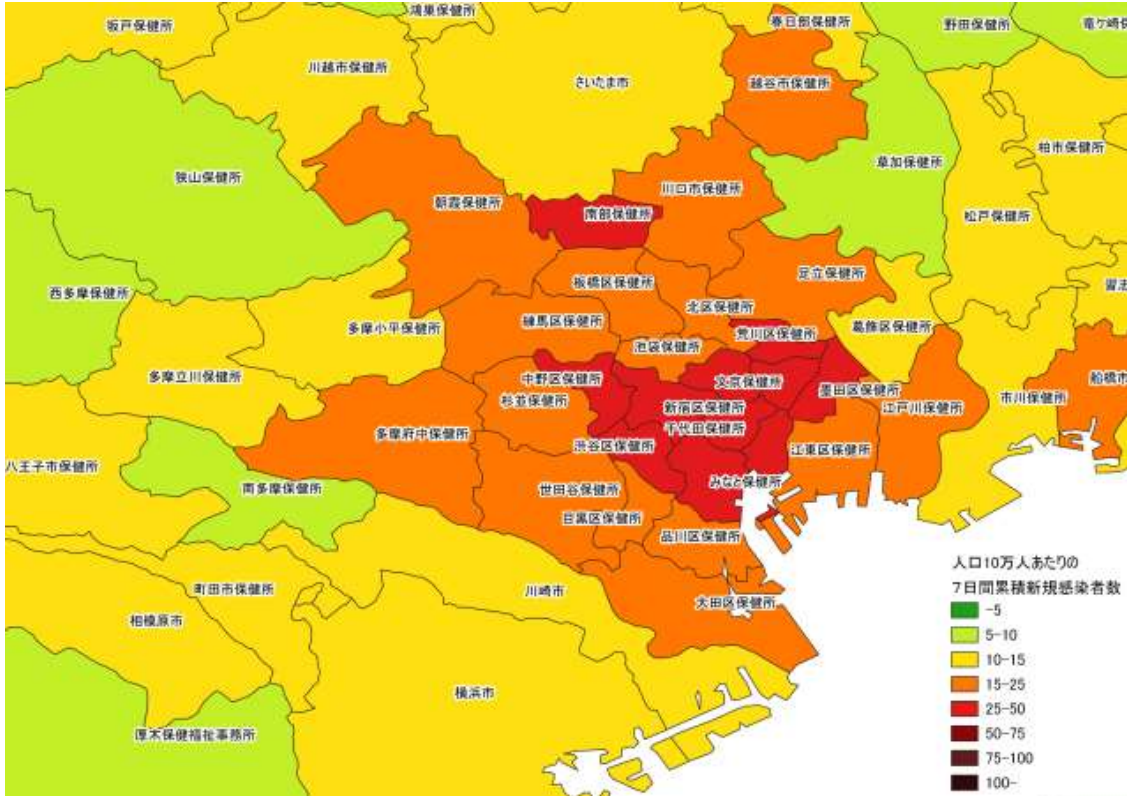 鴻巣保健所
坂戸保健所
春日部保健所
野田保健所
竜ケ崎保
川越市保健所
さいたま市
越谷市保健所
柏市保健所
草加保健所
狭山保健所
川口市保健所
朝霞保健所
南部保健所
松戸保健所
足立保健所
板橋区保健所
習志
西多摩保健所
北区保健所
練馬区保健所
多摩小平保健所
荒川区保健所
葛飾区保健所
池袋保健所
多摩立川保健所
中野区保健所
文京保健所
船橋市
墨田区保健所
杉並保健所
新宿区保健所
江戸川保健所
市川保健所
千代田保健所
多摩府中保健所
渋谷区保健所
江東区保健所
八王子市保健所
みなと保健所
南多摩保健所
世田谷保健所
目黒区保健所
品川区保健所
町田市保健所
川崎市
大田区保健所
相模原市
横浜市
厚木保健福祉事務所
人口10万人あたりの
7日間累積新規感染者数
-5
5-10
10-15
15-25
25-50
50-75
75-100
100-